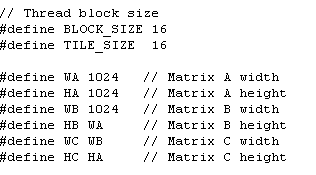 // Thread block size
#define BLOCK_SIZE 16
#define TILE_SIZE  16

#define WA 1024   // Matrix A width
#define HA 1024   // Matrix A height
#define WB 1024   // Matrix B width
#define HB WA     // Matrix B height
#define WC WB     // Matrix C width
#define HC HA     // Matrix C height